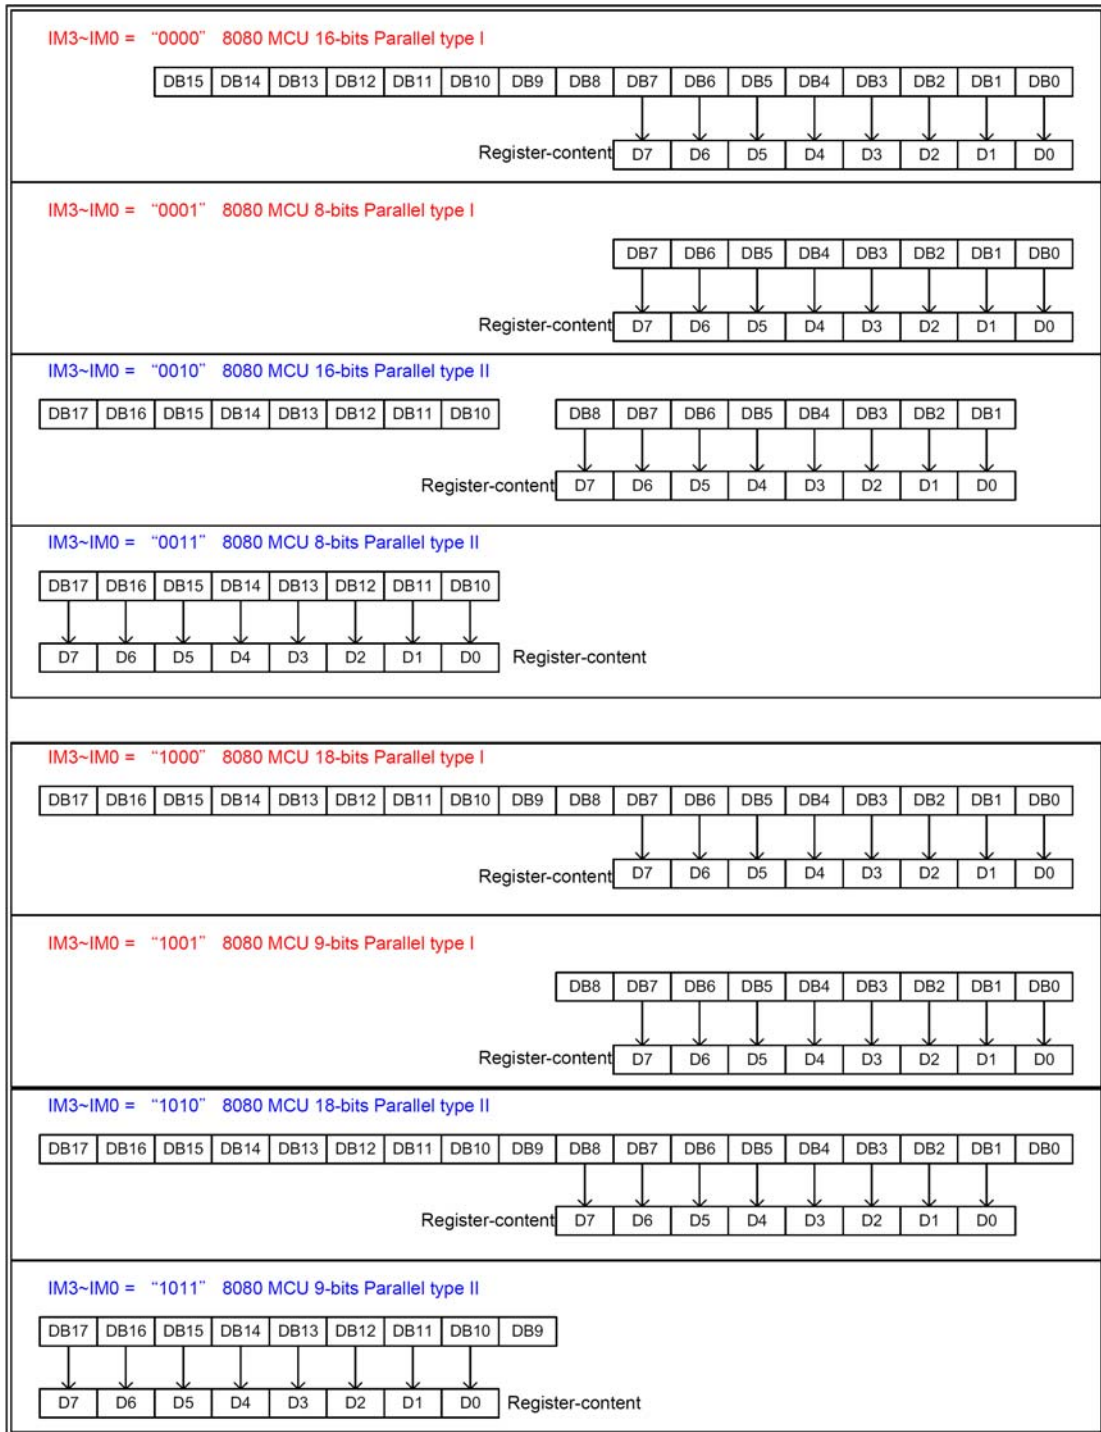 IM3~IM0 = “0000” 8080 MCU 16-bits Parallel type I
DB15 DB14 DB13 DB12 DB11 DB10 DB9 DB8 DB7 DB6 DB5 DB4 DB3 DB2 DB1 DB0
Register-content D7 D6 D5 D4 D3 D2 D1 D0
IM3~IM0 = “0001” 8080 MCU 8-bits Parallel type I
DB7 DB6 DB5 DB4 DB3 DB2 DB1 DB0
Register-content D7 D6 D5 D4 D3 D2 D1 D0
IM3~IM0 = “0010” 8080 MCU 16-bits Parallel type II
DB17 DB16 DB15 DB14 DB13 DB12 DB11 DB10 DB8 DB7 DB6 DB5 DB4 DB3 DB2 DB1
Register-content D7 D6 D5 D4 D3 D2 D1 D0
IM3~IM0 = “0011” 8080 MCU 8-bits Parallel type II
DB17 DB16 DB15 DB14 DB13 DB12 DB11 DB10
D7 D6 D5 D4 D3 D2 D1 D0 Register-content
IM3~IM0 = “1000” 8080 MCU 18-bits Parallel type I
DB17 DB16 DB15 DB14 DB13 DB12 DB11 DB10 DB9 DB8 DB7 DB6 DB5 DB4 DB3 DB2 DB1 DB0
Register-content D7 D6 D5 D4 D3 D2 D1 D0
IM3~IM0 = “1001” 8080 MCU 9-bits Parallel type I
DB8 DB7 DB6 DB5 DB4 DB3 DB2 DB1 DB0
Register-content D7 D6 D5 D4 D3 D2 D1 D0
IM3~IM0 = “1010” 8080 MCU 18-bits Parallel type II
DB17 DB16 DB15 DB14 DB13 DB12 DB11 DB10 DB9 DB8 DB7 DB6 DB5 DB4 DB3 DB2 DB1 DB0
Register-content D7 D6 D5 D4 D3 D2 D1 D0
IM3~IM0 = “1011” 8080 MCU 9-bits Parallel type II
DB17 DB16 DB15 DB14 DB13 DB12 DB11 DB10 DB9
D7 D6 D5 D4 D3 D2 D1 D0 Register-content